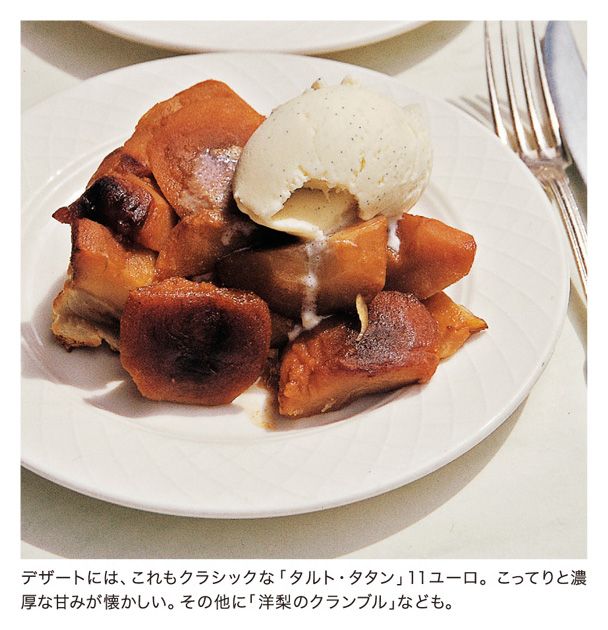 デザートには、これもクラシックな「タルト・タタン」11ユーロ。こってりと濃
厚な甘みが懐かしい。その他に「洋梨のクランブル」なども。